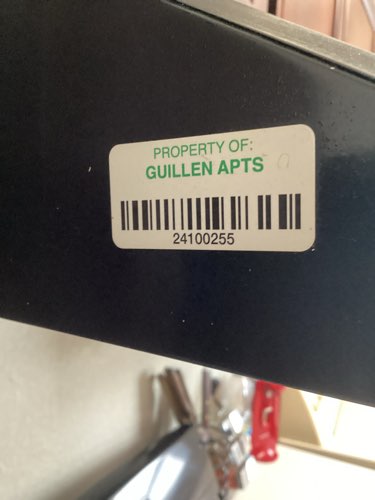 PROPERTY OF:
GUILLEN APTS
24100255